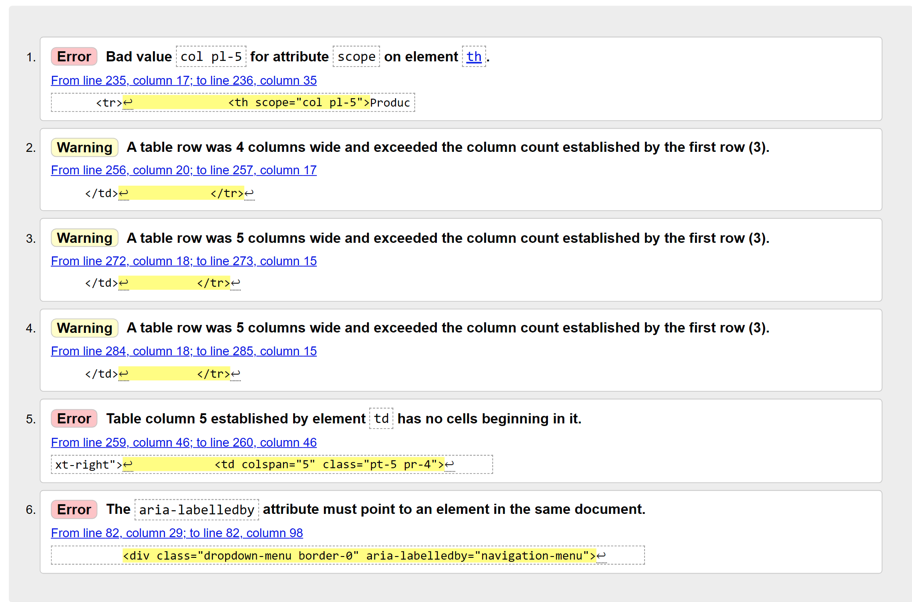 1. Error Bad value col pl-5 for attribute scope on element th.
From line 235, column 17; to line 236, column 35
<tr>↩ <th scope="col pl-5">Produc
2. Warning A table row was 4 columns wide and exceeded the column count established by the first row (3).
From line 256, column 20; to line 257, column 17
</td>↩ </tr>↩
3. Warning A table row was 5 columns wide and exceeded the column count established by the first row (3).
From line 272, column 18; to line 273, column 15
</td>↩ </tr>↩
4. Warning A table row was 5 columns wide and exceeded the column count established by the first row (3).
From line 284, column 18; to line 285, column 15
</td>↩ </tr>↩
5. Error Table column 5 established by element td has no cells beginning in it.
From line 259, column 46; to line 260, column 46
xt-right">↩ <td colspan="5" class="pt-5 pr-4">↩
6. Error The aria-labelledby attribute must point to an element in the same document.
From line 82, column 29; to line 82, column 98
<div class="dropdown-menu border-0" aria-labelledby="navigation-menu">↩